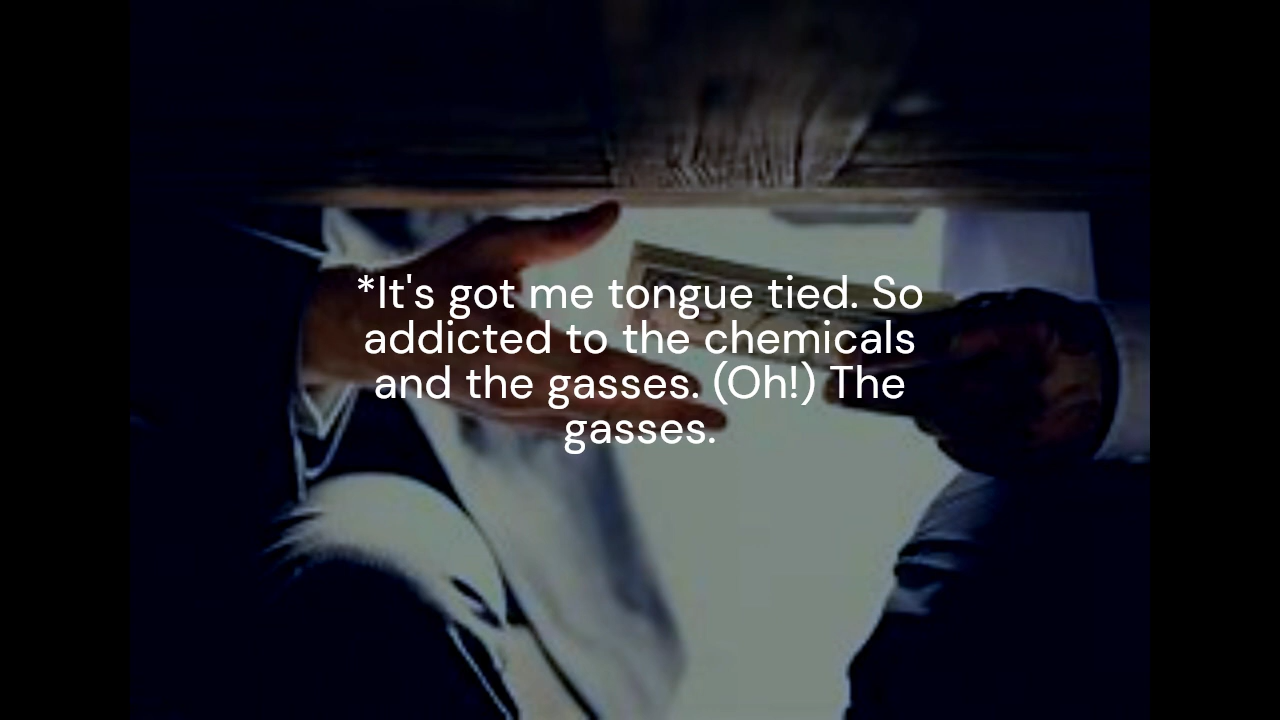 *It's got me tongue tied. So
addicted to the chemicals
and the gasses. (Oh!) The
gasses.